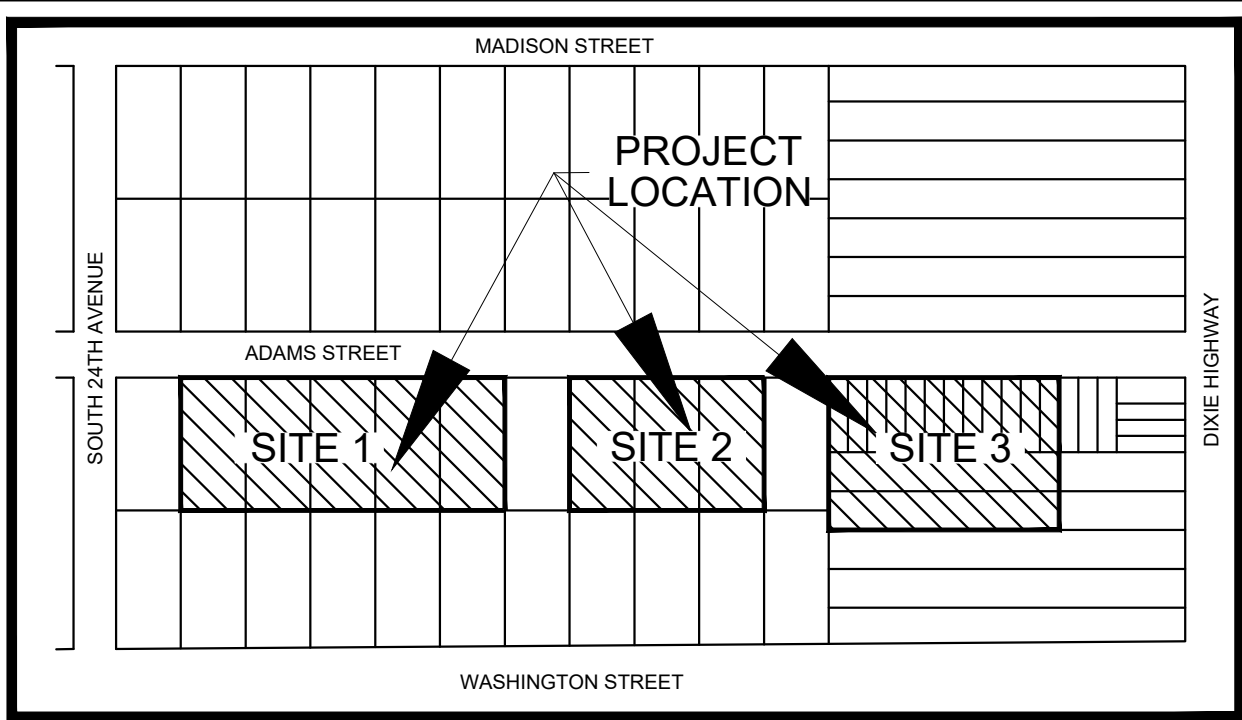 MADISON STREET
PROJECT
LOCATION
SOUTH 24TH AVENUE
DIXIE HIGHWAY
ADAMS STREET
SITE 1
SITE 2
SITE 3
WASHINGTON STREET